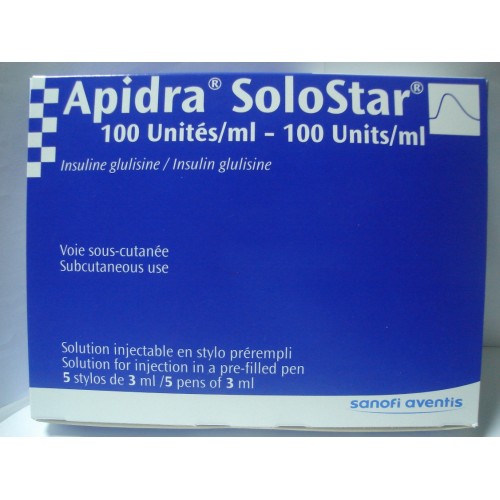 Apidra® SoloStar®
100 Unités/ml – 100 Units/ml
Insuline glulisine / Insulin glulisine
Voie sous-cutanée
Subcutaneous use
Solution injectable en stylo prérempli
Solution for injection in a pre-filled pen
5 stylos de 3 ml /5 pens of 3 ml
sanofi aventis